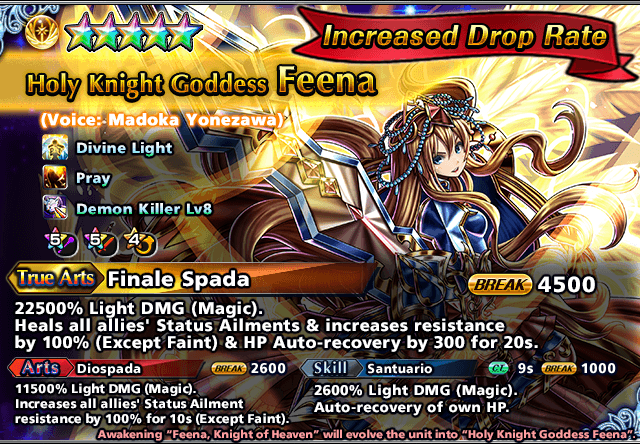 Increased Drop Rate
Holy Knight Goddess Feena
(Voice: Madoka Yonezawa)
Divine Light
Pray
Demon Killer Lv8
5 5 4
True Arts Finale Spada BREAK 4500
22500% Light DMG (Magic).
Heals all allies' Status Ailments & increases resistance
by 100% (Except Faint) & HP Auto-recovery by 300 for 20s.
Arts Diospada BREAK 2600
11500% Light DMG (Magic).
Increases all allies' Status Ailment
resistance by 100% for 10s (Except Faint).
Skill Santuario CT 9s BREAK 1000
2600% Light DMG (Magic).
Auto-recovery of own HP.
Awakening "Feena, Knight of Heaven" will evolve the unit into "Holy Knight Goddess Feena".